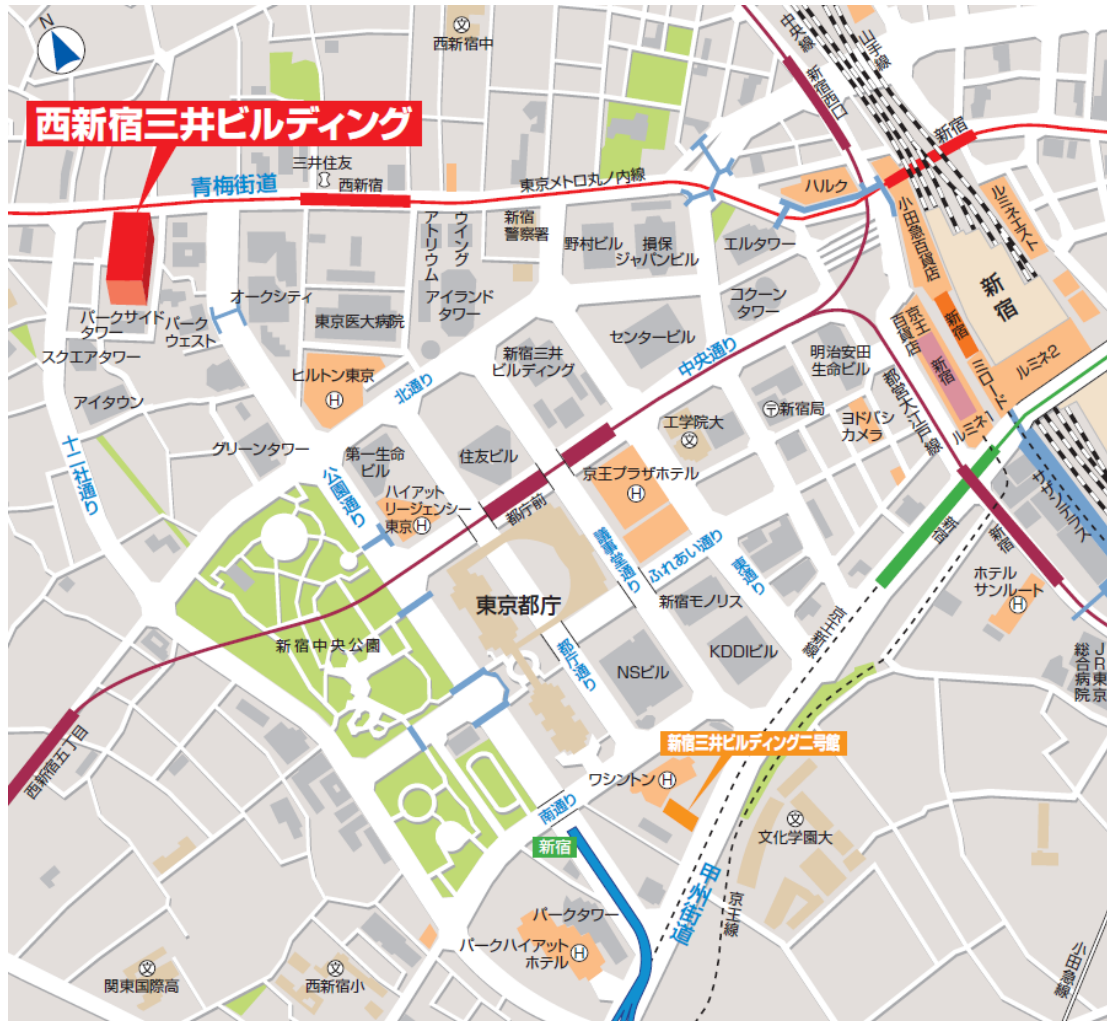 N
西新宿中
中央線
山手線
新宿西口
新宿
西新宿三井ビルディング
三井住友
青梅街道
西新宿
東京メトロ丸ノ内線
ハルク
小田急百貨店
ルミネエスト
アトリウム
ウイング
新宿
警察署
野村ビル
損保
ジャパンビル
エルタワー
新宿
オークシティ
パークサイド
タワー
パーク
ウェスト
東京医大病院
アイランド
タワー
コクーン
タワー
京王
百貨店
新宿
新宿
ミロード
ルミネ2
スクエアタワー
センタービル
新宿三井
ビルディング
中央通り
明治安田
生命ビル
ヒルトン東京
H
北通り
アイタウン
新宿局
ヨドバシ
カメラ
都営大江戸線
ルミネ1
工学院大
十二社通り
グリーンタワー
第一生命
ビル
住友ビル
公園通り
ハイアット
リージェンシー
東京
H
京王プラザホテル
H
都庁前
サザンテラス
新宿
新宿
議事堂通り
ふれあい通り
東通り
ホテル
サンルート
H
東京都庁
新宿モノリス
京王新線
新宿中央公園
都庁通り
NSビル
KDDIビル
JR東京
総合病院
西新宿五丁目
新宿三井ビルディング二号館
ワシントン
H
南通り
新宿
文化学園大
甲州街道
京王線
パークタワー
パークハイアット
ホテル
H
関東国際高
西新宿小
小田急線